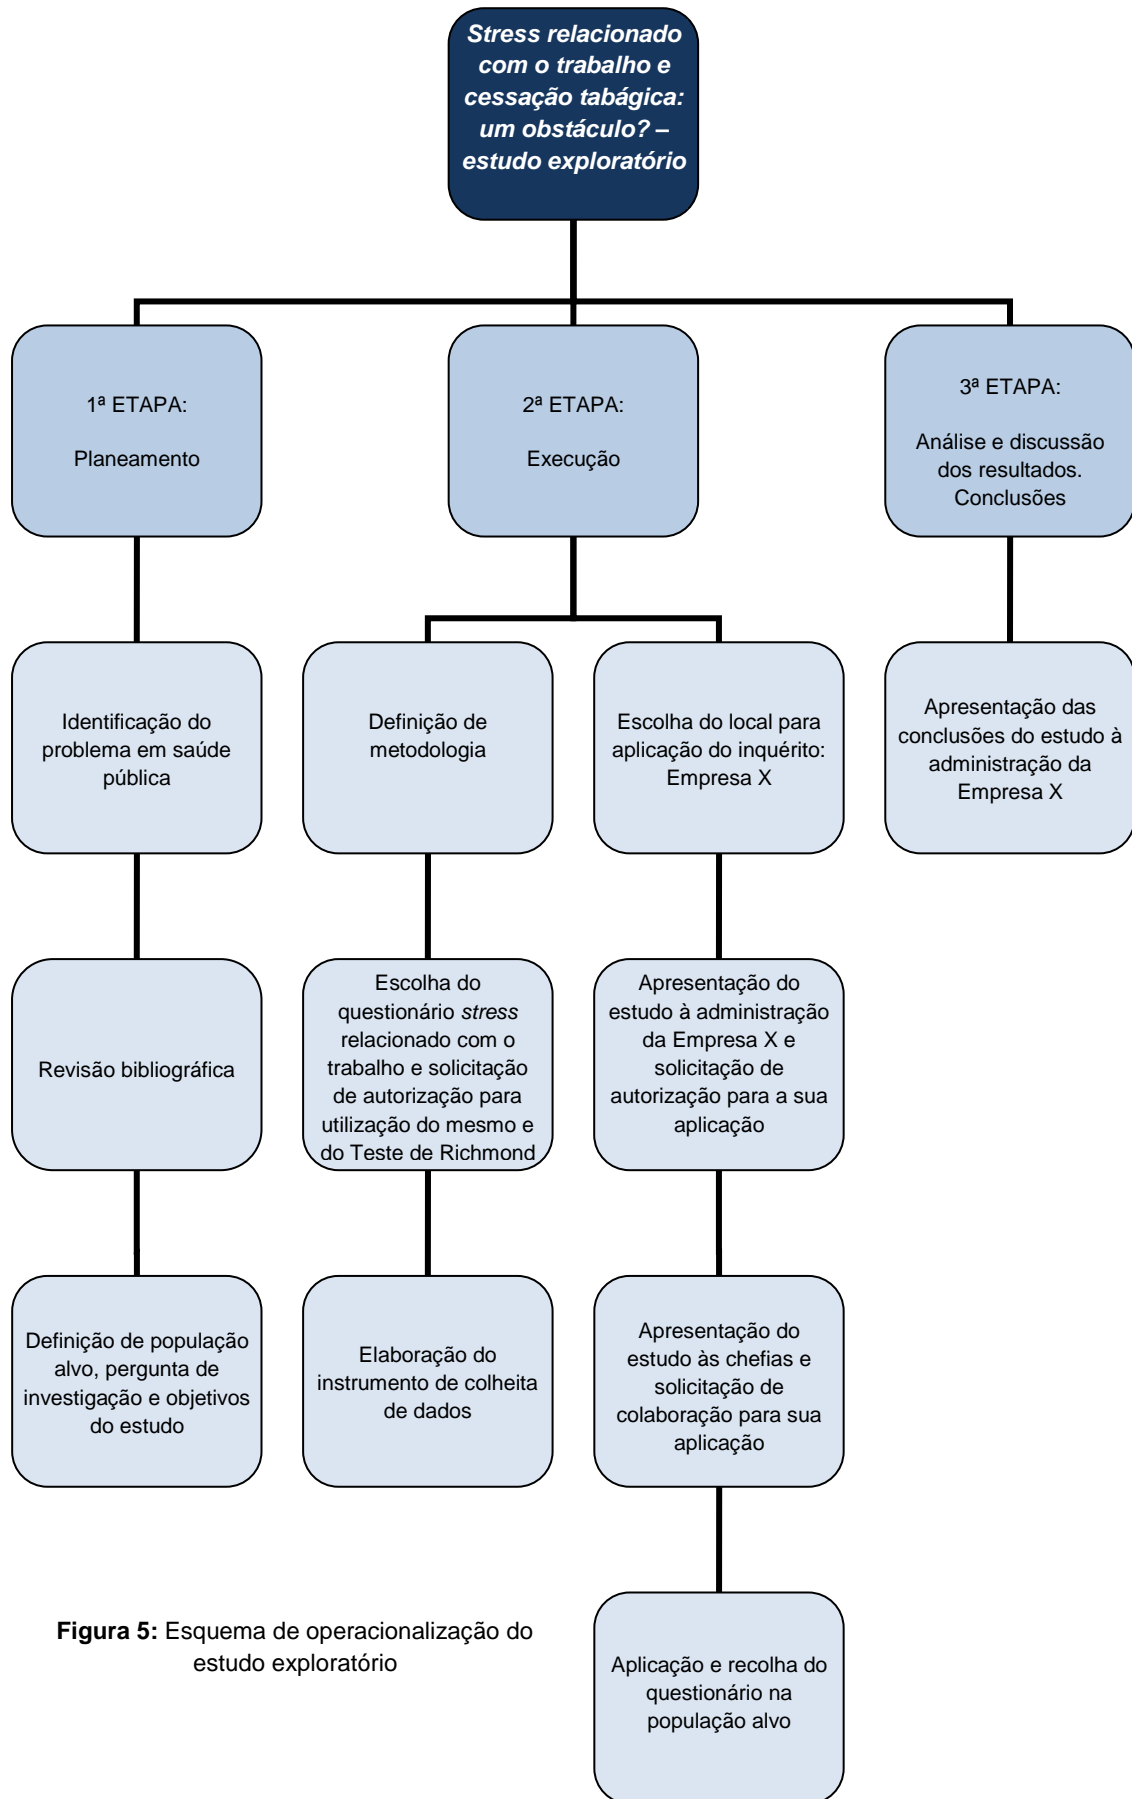 Stress relacionado
com o trabalho e
cessação tabágica:
um obstáculo? –
estudo exploratório
1ª ETAPA:
Planeamento
2ª ETAPA:
Execução
3ª ETAPA:
Análise e discussão
dos resultados.
Conclusões
Identificação do
problema em saúde
pública
Definição de
metodologia
Escolha do local para
aplicação do inquérito:
Empresa X
Apresentação das
conclusões do estudo à
administração da
Empresa X
Revisão bibliográfica
Escolha do
questionário stress
relacionado com o
trabalho e solicitação
de autorização para
utilização do mesmo e
do Teste de Richmond
Apresentação do
estudo à administração
da Empresa X e
solicitação de
autorização para a sua
aplicação
Definição de população
alvo, pergunta de
investigação e objetivos
do estudo
Elaboração do
instrumento de colheita
de dados
Apresentação do
estudo às chefias e
solicitação de
colaboração para sua
aplicação
Figura 5: Esquema de operacionalização do
estudo exploratório
Aplicação e recolha do
questionário na
população alvo